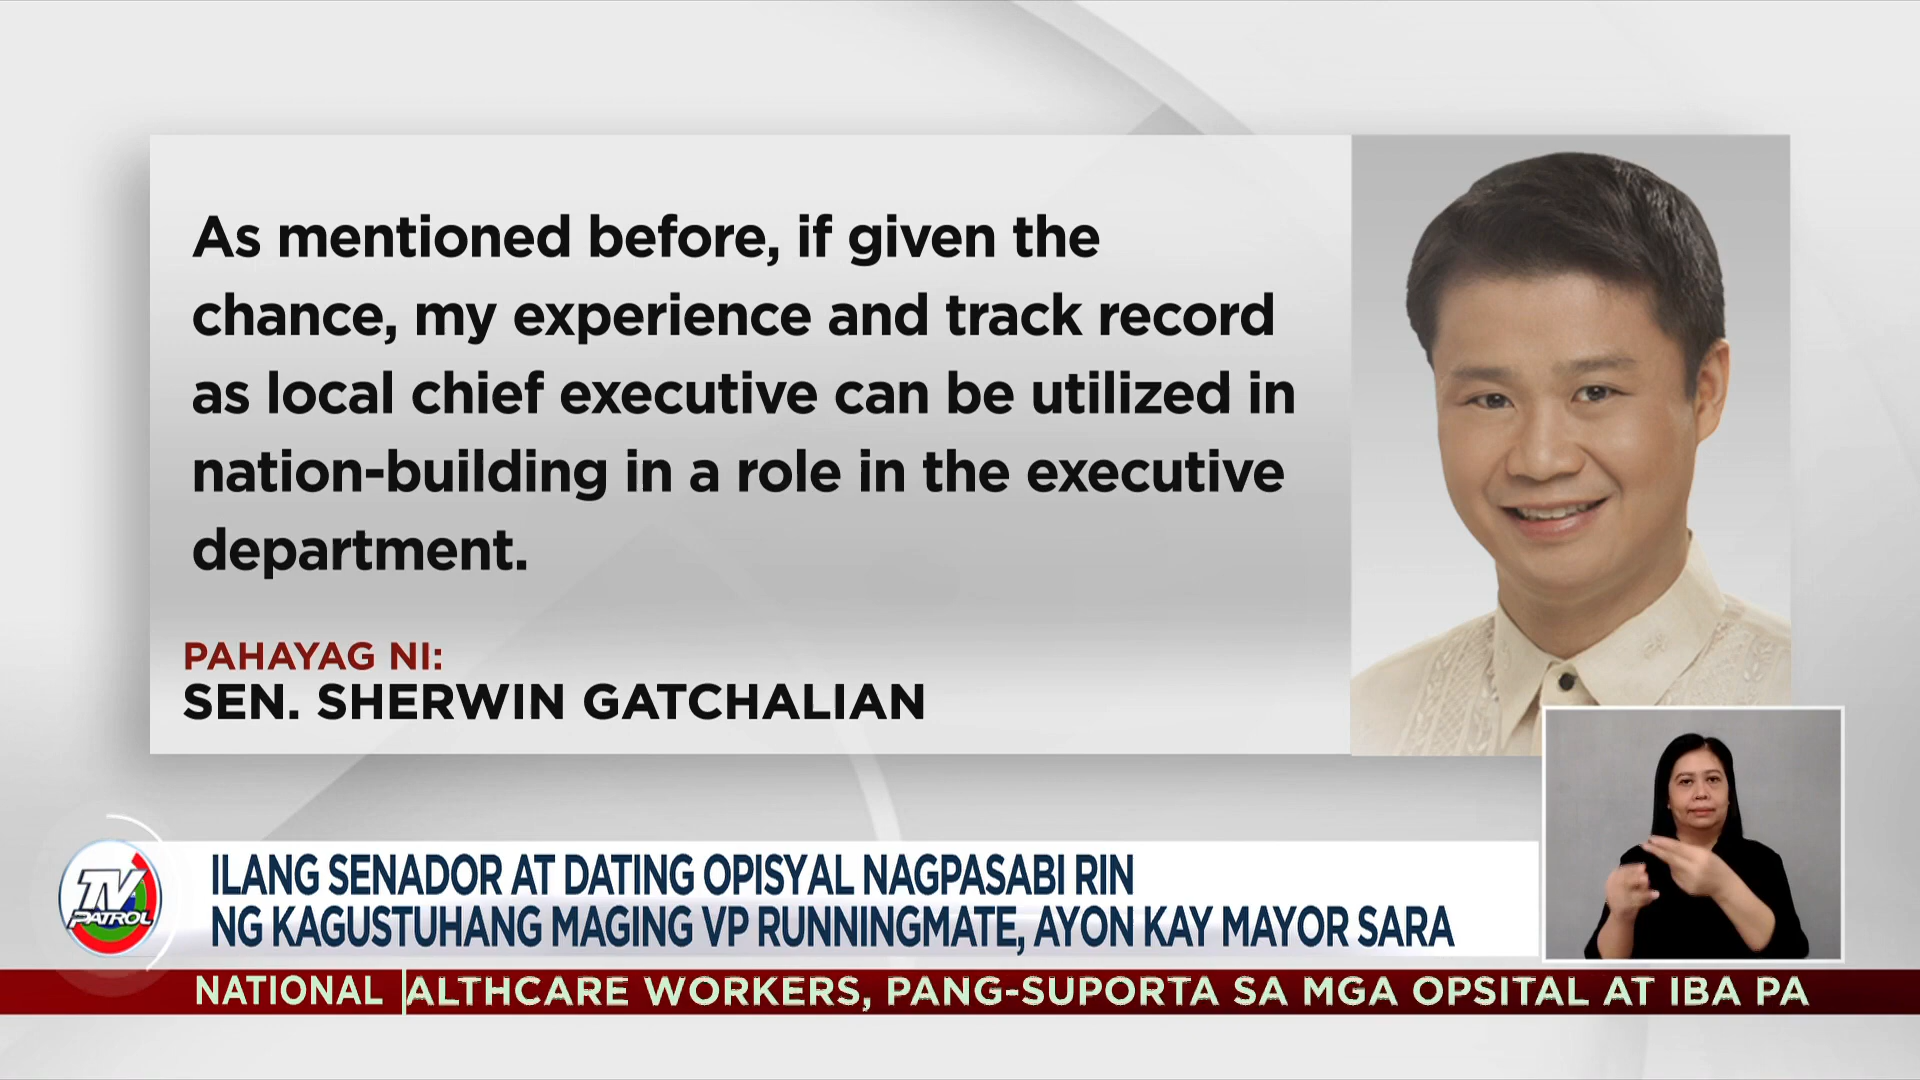 As mentioned before, if given the
chance, my experience and track record
as local chief executive can be utilized in
nation-building in a role in the executive
department.
PAHAYAG NI:
SEN. SHERWIN GATCHALIAN
TV
PATROL
ILANG SENADOR AT DATING OPISYAL NAGPASABI RIN
NG KAGUSTUHANG MAGING VP RUNNINGMATE, AYON KAY MAYOR SARA
NATIONAL ALTHCARE WORKERS, PANG-SUPORTA SA MGA OPSITAL AT IBA PA